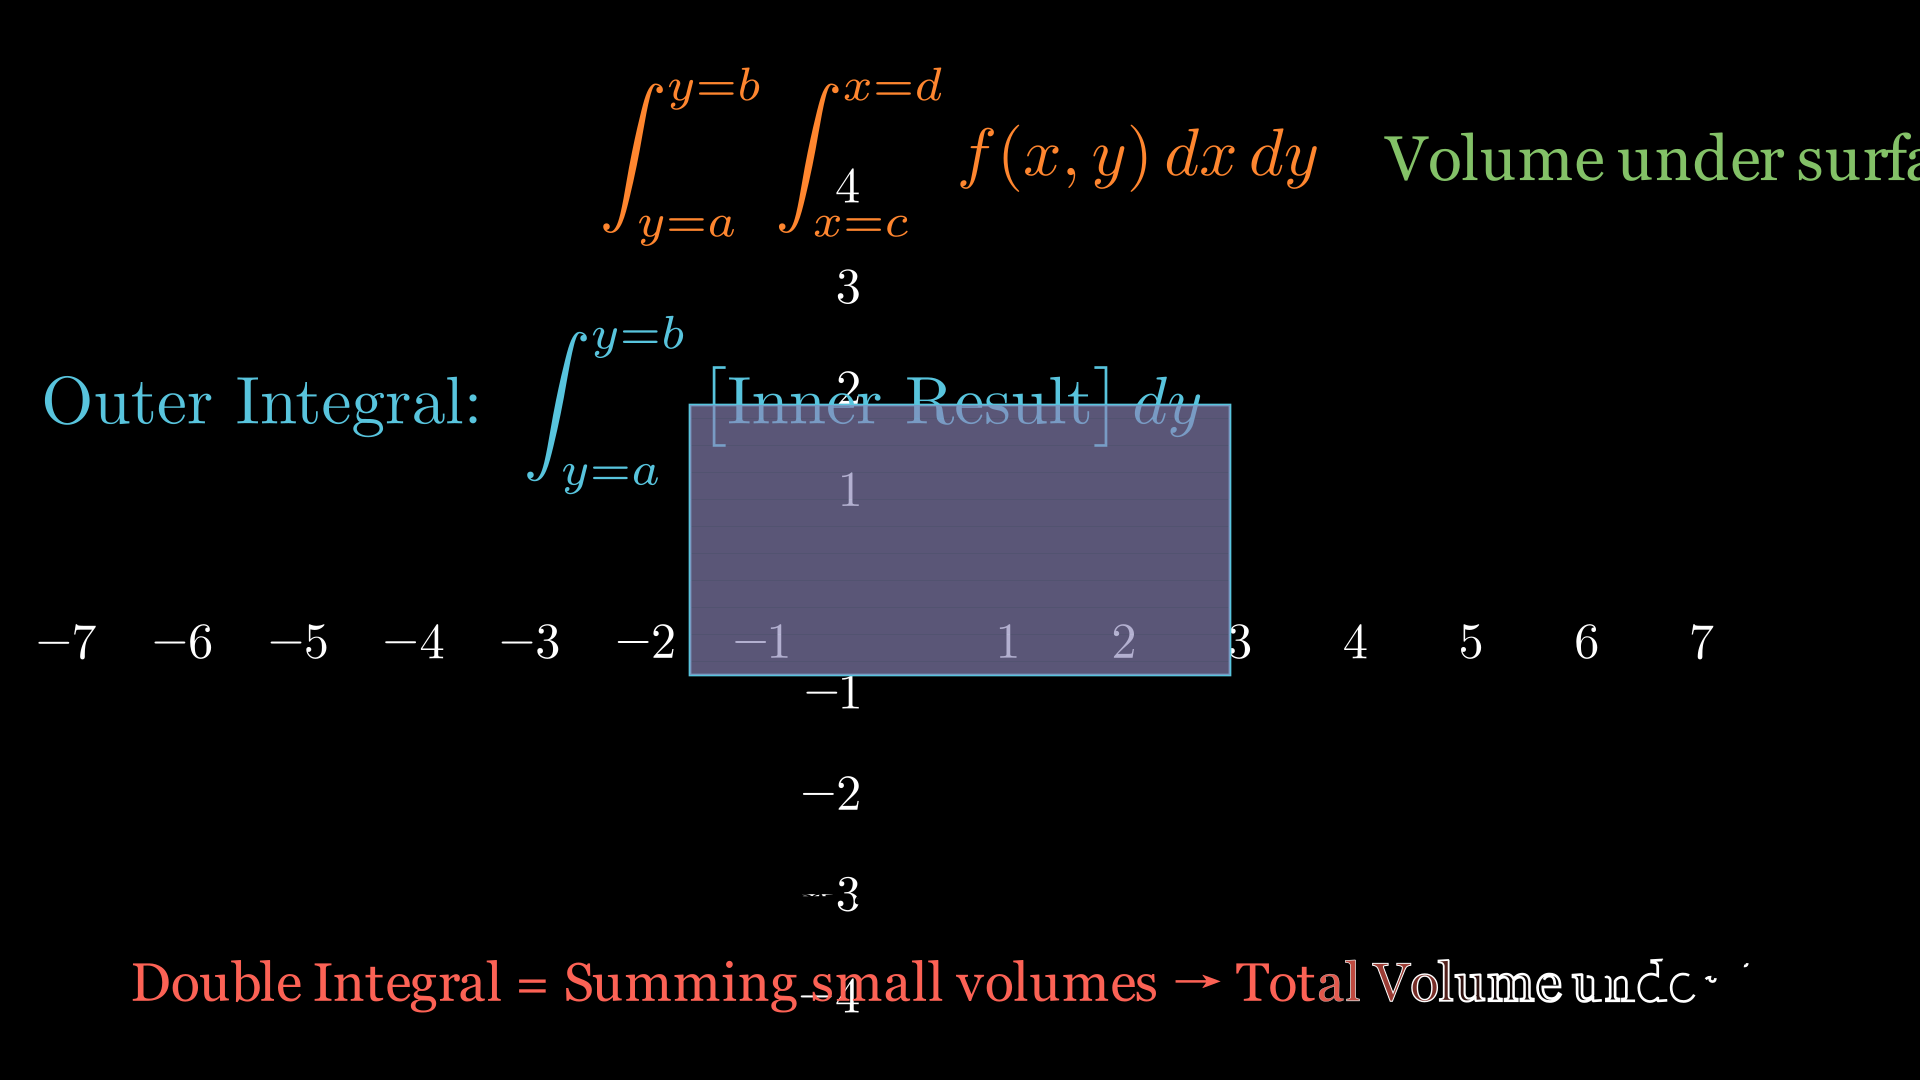 ∫_{y=a}^{y=b} ∫_{x=c}^{x=d} f(x, y) dx dy Volume under
4
3
Outer Integral: ∫_{y=a}^{y=b} [Inner Result] dy
2
1
−7 −6 −5 −4 −3 −2 −1 1 2 3 4 5 6 7
−1
−2
−3
Double Integral = Summing small volumes → Total Volume
−4